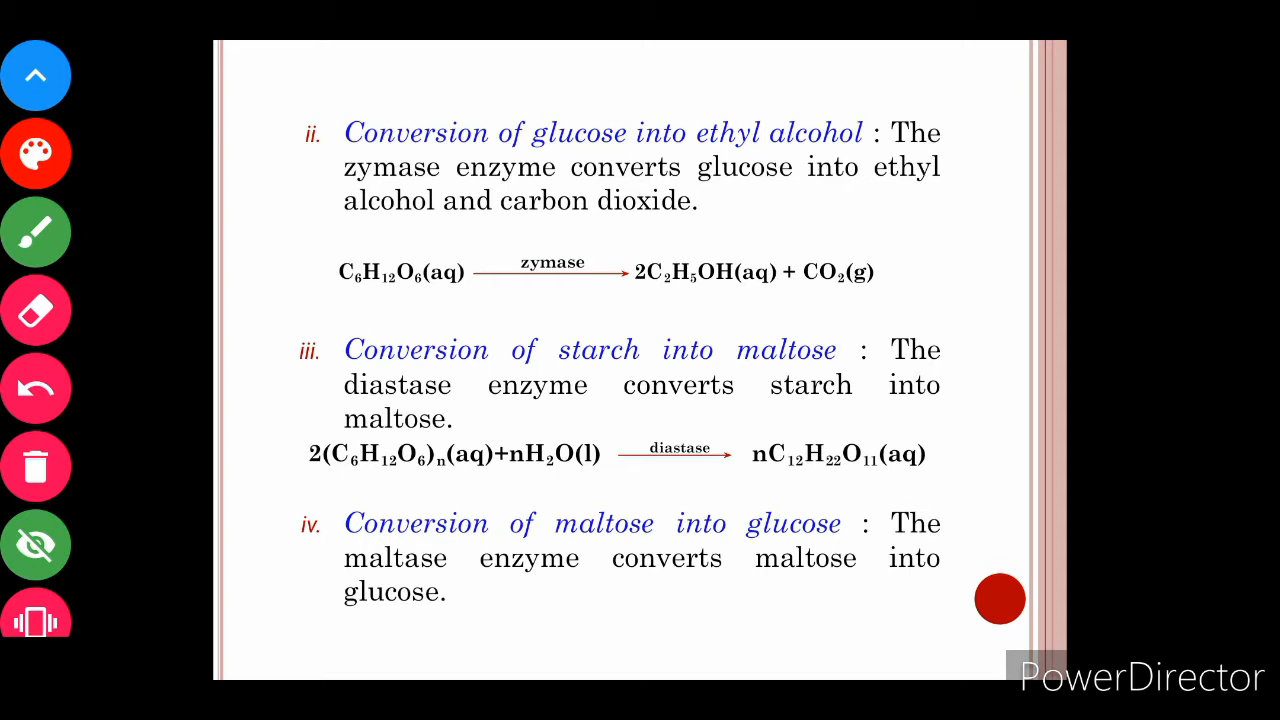 ii. Conversion of glucose into ethyl alcohol : The
zymase enzyme converts glucose into ethyl
alcohol and carbon dioxide.
zymase
C₆H₁₂O₆(aq) ⟶ 2C₂H₅OH(aq) + CO₂(g)
iii. Conversion of starch into maltose : The
diastase enzyme converts starch into
maltose.
diastase
2(C₆H₁₂O₆)ₙ(aq)+nH₂O(l) ⟶ nC₁₂H₂₂O₁₁(aq)
iv. Conversion of maltose into glucose : The
maltase enzyme converts maltose into
glucose.
PowerDirector